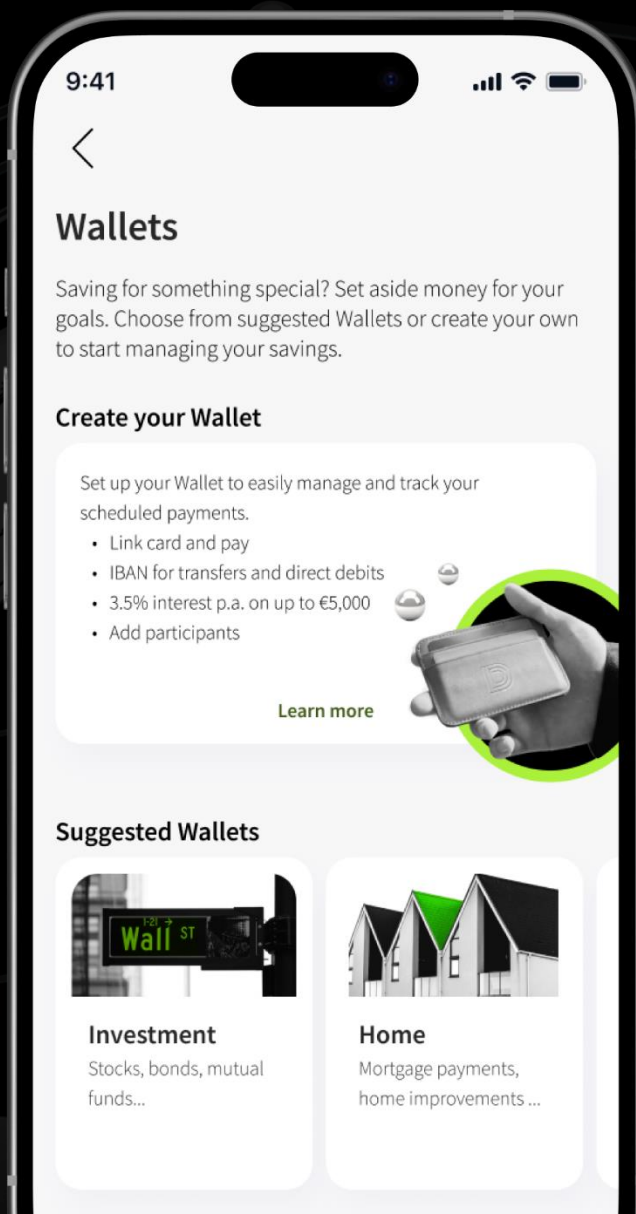 9:41
Wallets
Saving for something special? Set aside money for your
goals. Choose from suggested Wallets or create your own
to start managing your savings.
Create your Wallet
Set up your Wallet to easily manage and track your
scheduled payments.
• Link card and pay
• IBAN for transfers and direct debits
• 3.5% interest p.a. on up to €5,000
• Add participants
D
Learn more
Suggested Wallets
1-21 →
Wall ST
Investment
Stocks, bonds, mutual
funds...
Home
Mortgage payments,
home improvements ...